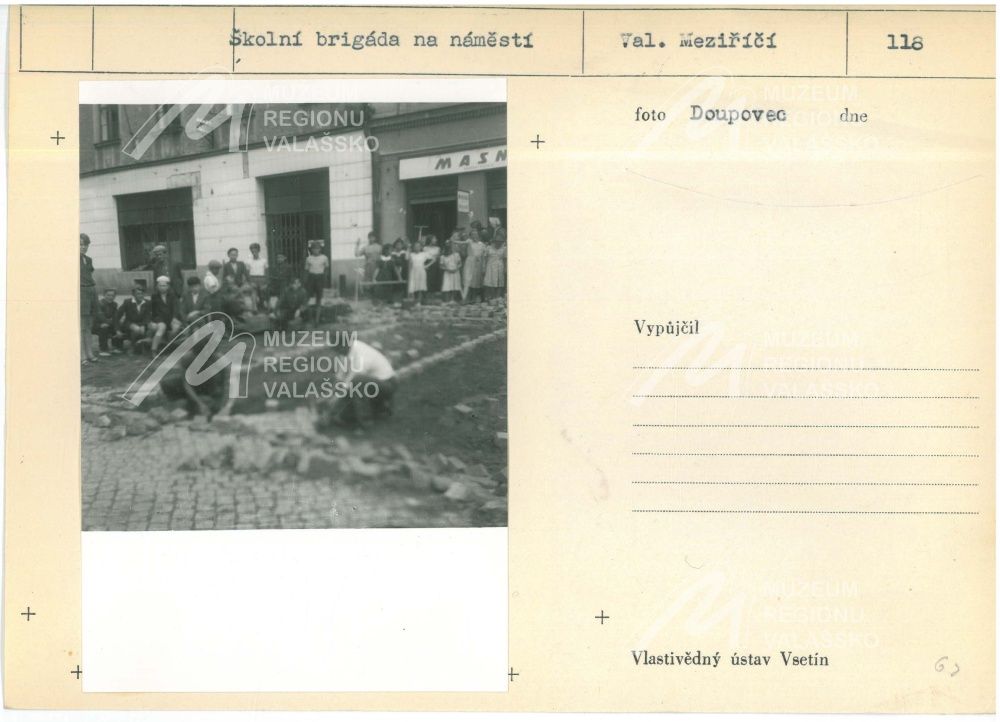 Školní brigáda na náměstí Val. Meziříčí 118
foto Doupovec dne
MUZEUM
REGIONU
VALAŠSKO
MUZEUM
REGIONU
VALAŠSKO
MASN
Vypůjčil
MUZEUM
REGIONU
VALAŠSKO
MUZEUM
REGIONU
VALAŠSKO
MUZEUM
REGIONU
VALAŠSKO
Vlastivědný ústav Vsetín